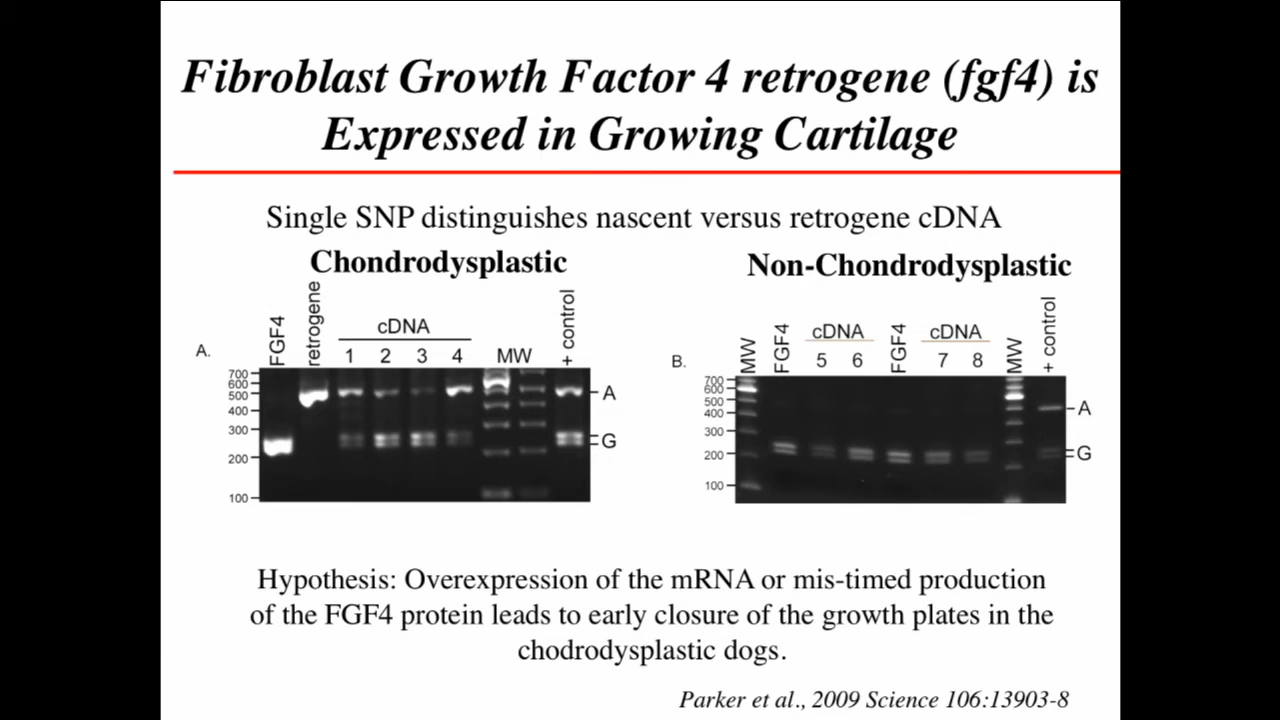 Fibroblast Growth Factor 4 retrogene (fgf4) is
Expressed in Growing Cartilage
Single SNP distinguishes nascent versus retrogene cDNA
Chondrodysplastic
Non-Chondrodysplastic
A.
FGF4
retrogene
cDNA
1 2 3 4
MW
+ control
700
600
500
400
300
200
100
A
G
B.
MW
FGF4
cDNA
5 6
FGF4
cDNA
7 8
MW
+ control
700
600
500
400
300
200
100
A
G
Hypothesis: Overexpression of the mRNA or mis-timed production
of the FGF4 protein leads to early closure of the growth plates in the
chodrodysplastic dogs.
Parker et al., 2009 Science 106:13903-8